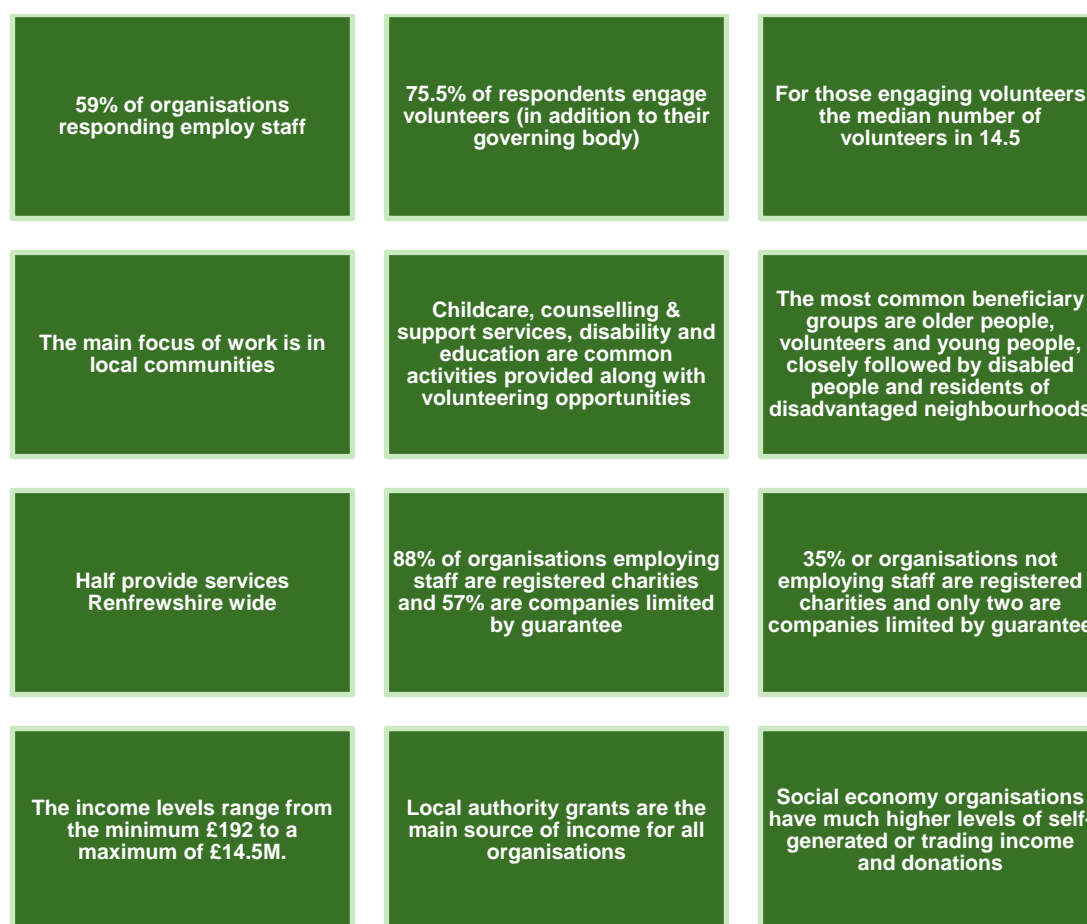 59% of organisations
responding employ staff
75.5% of respondents engage
volunteers (in addition to their
governing body)
For those engaging volunteers
the median number of
volunteers in 14.5
The main focus of work is in
local communities
Childcare, counselling &
support services, disability and
education are common
activities provided along with
volunteering opportunities
The most common beneficiary
groups are older people,
volunteers and young people,
closely followed by disabled
people and residents of
disadvantaged neighbourhoods
Half provide services
Renfrewshire wide
88% of organisations employing
staff are registered charities
and 57% are companies limited
by guarantee
35% or organisations not
employing staff are registered
charities and only two are
companies limited by guarantee
The income levels range from
the minimum £192 to a
maximum of £14.5M.
Local authority grants are the
main source of income for all
organisations
Social economy organisations
have much higher levels of self-
generated or trading income
and donations